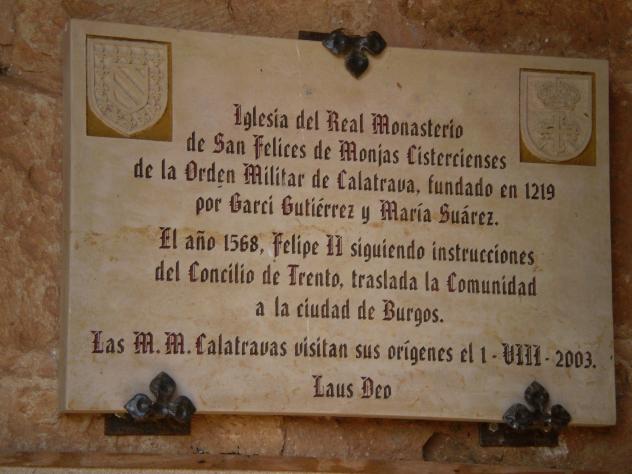 Iglesia del Real Monasterio
de San Felices de Monjas Cistercienses
de la Orden Militar de Calatrava, fundado en 1219
por Garci Gutiérrez y María Suárez.
El año 1568, Felipe II siguiendo instrucciones
del Concilio de Trento, traslada la Comunidad
a la ciudad de Burgos.
Las M.M. Calatravas visitan sus orígenes el 1-VIII-2003.
Laus Deo